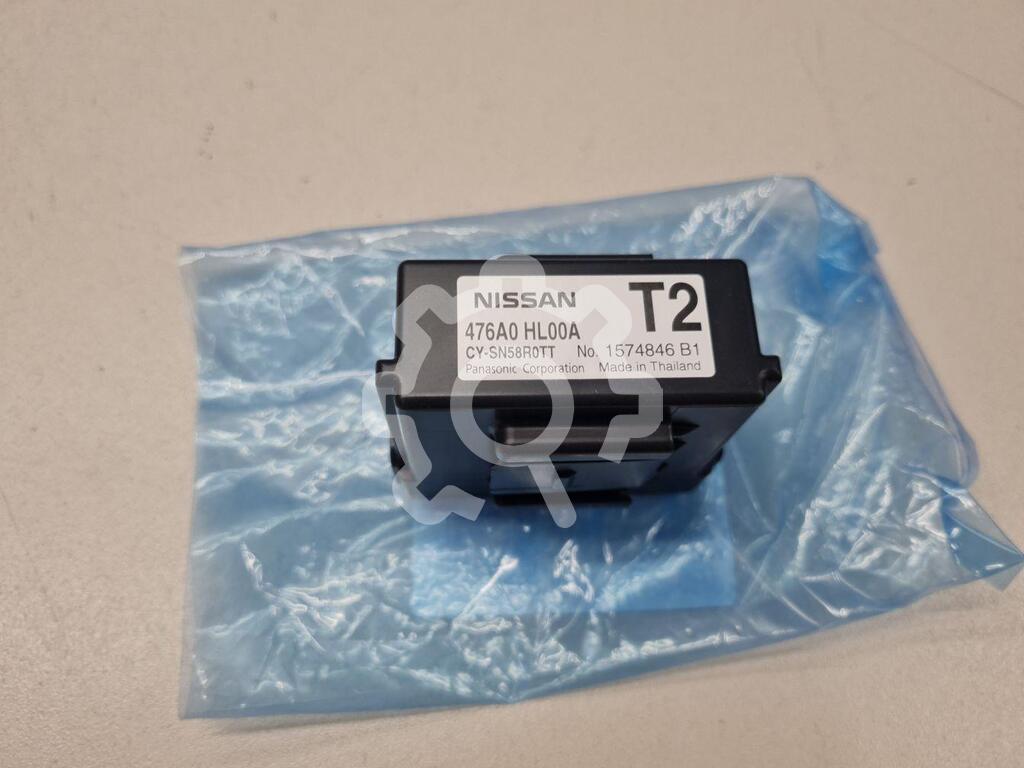 NISSAN
T2
476A0 HL00A
CY-SN58R0TT No. 1574846 B1
Panasonic Corporation Made in Thailand